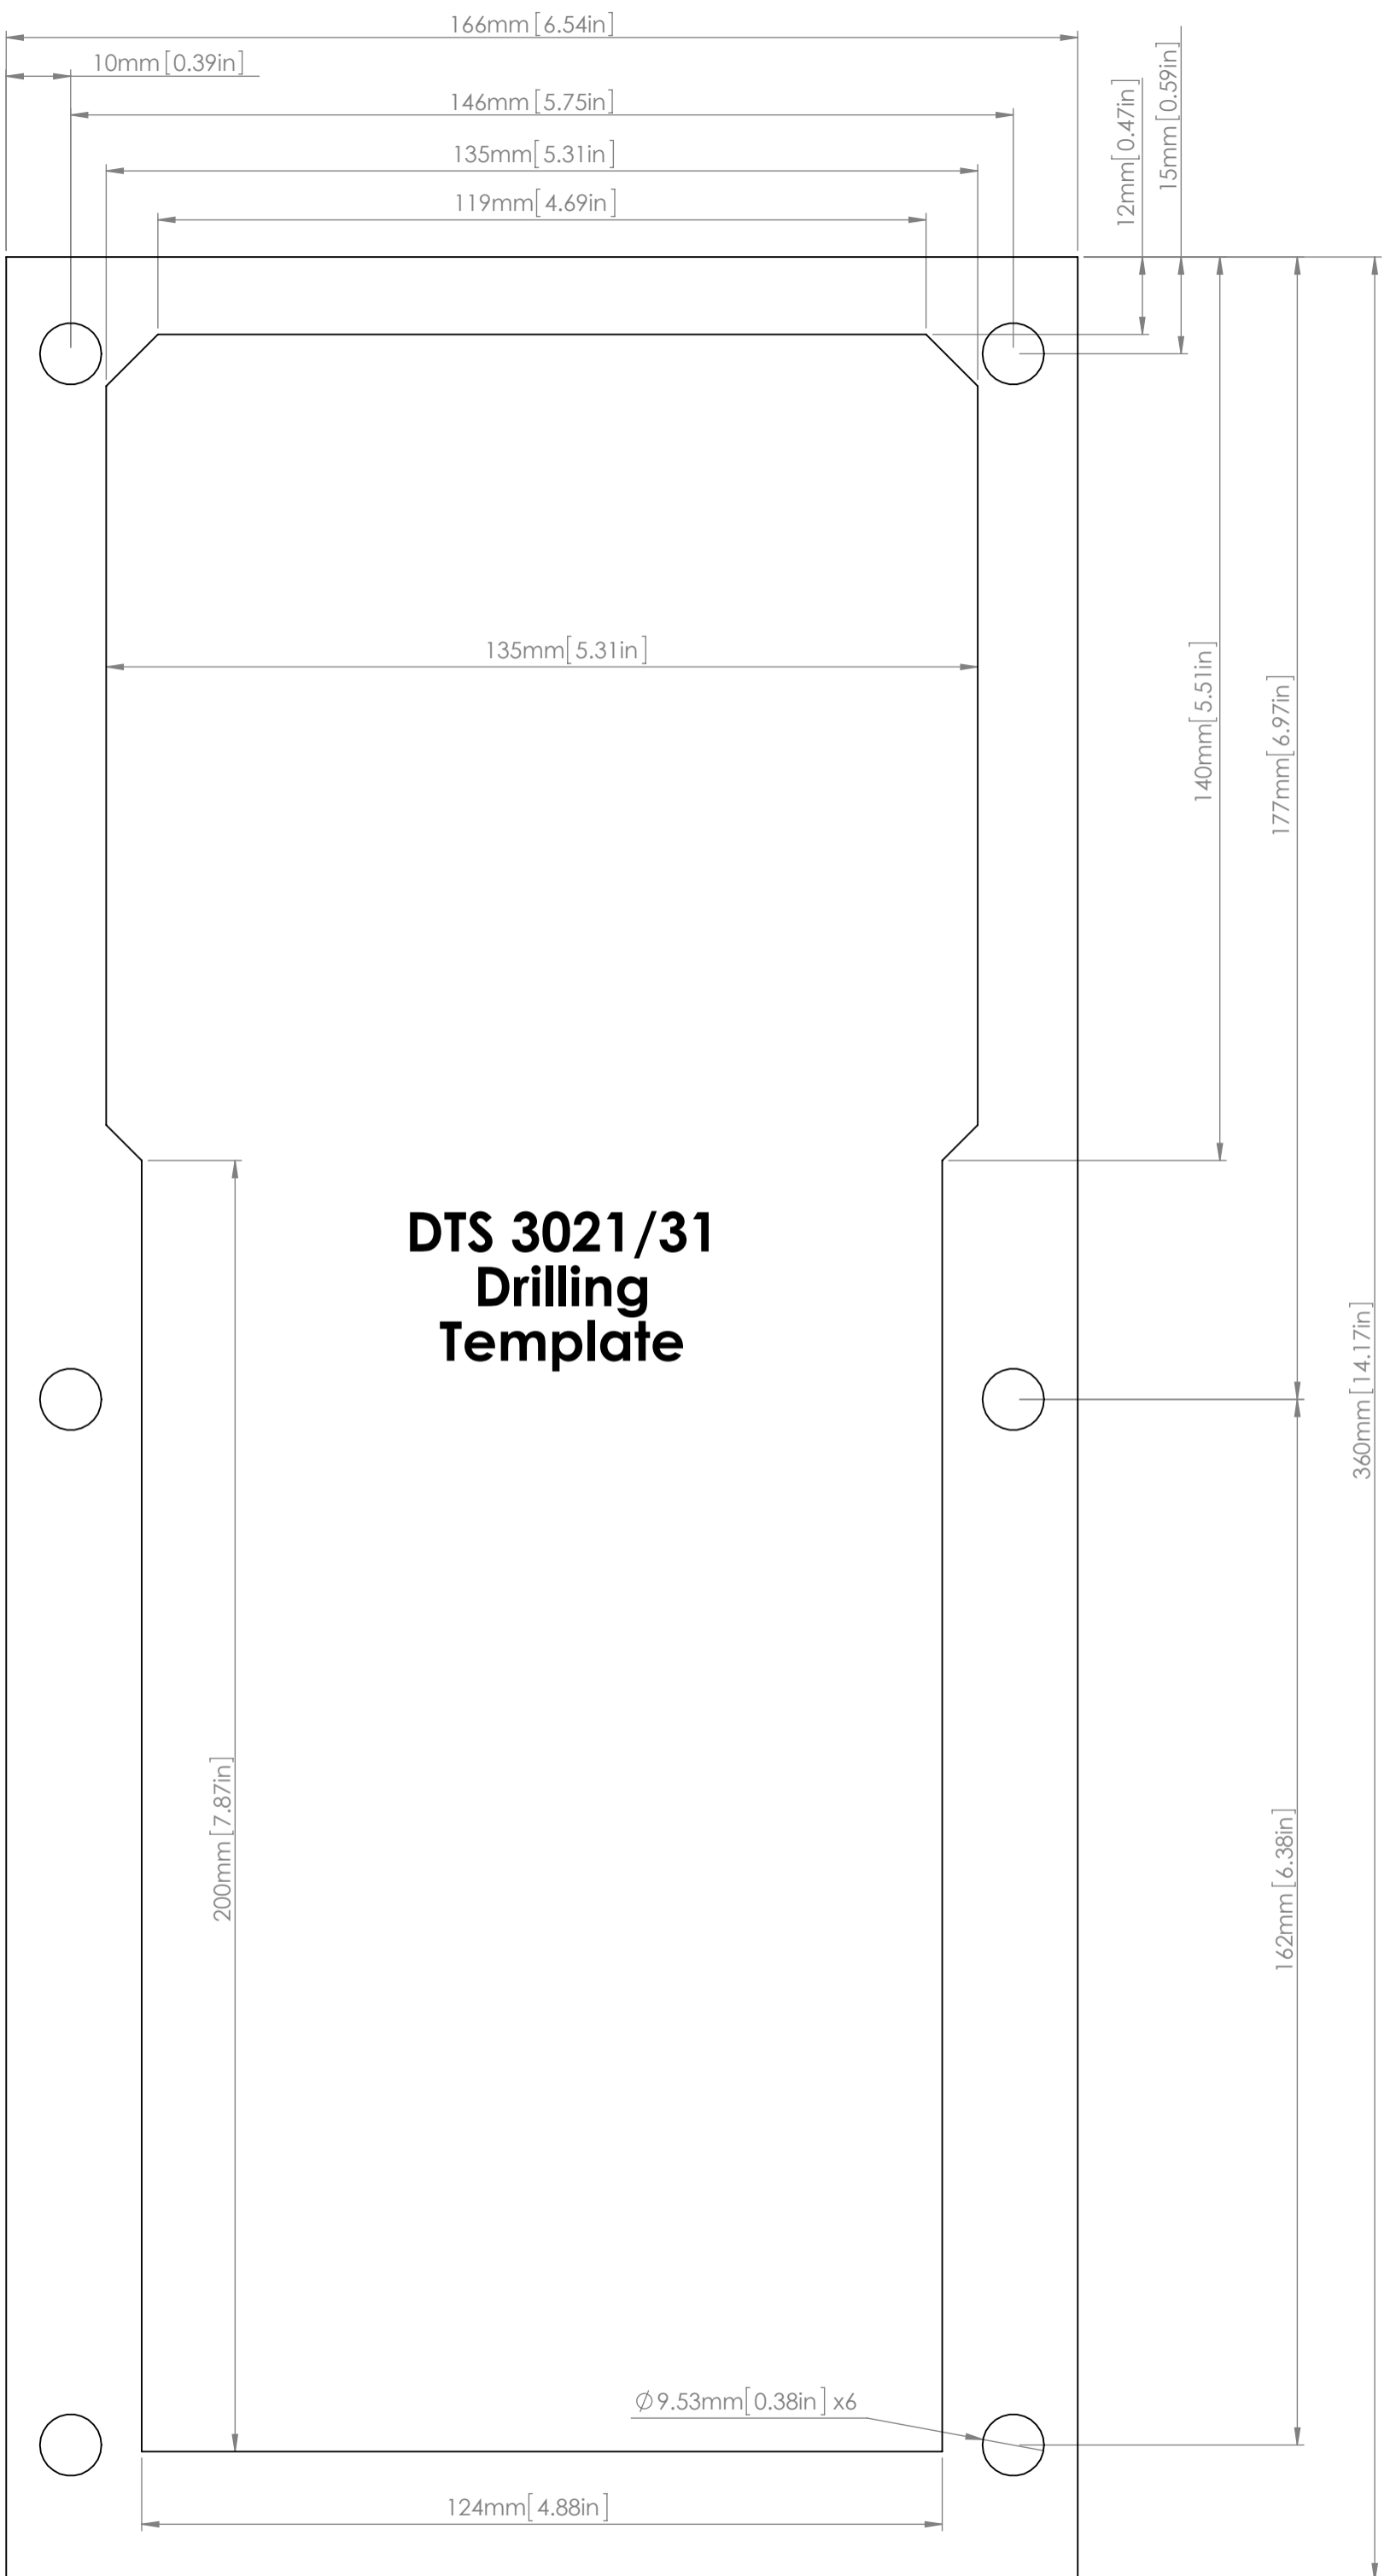 166mm[6.54in]
10mm[0.39in]
146mm[5.75in]
135mm[5.31in]
119mm[4.69in]
12mm[0.47in]
15mm[0.59in]
135mm[5.31in]
140mm[5.51in]
177mm[6.97in]
DTS 3021/31
Drilling
Template
360mm[14.17in]
200mm[7.87in]
162mm[6.38in]
Ø9.53mm[0.38in] x6
124mm[4.88in]